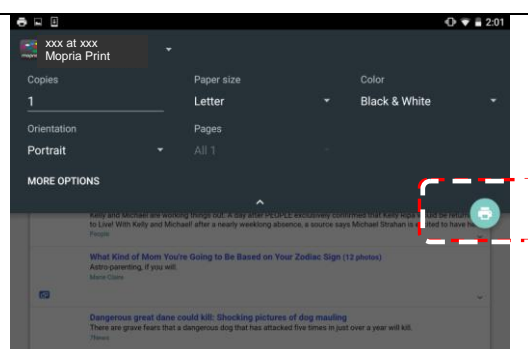 2:01
xxx at xxx
Mopria Print
Copies
Paper size
Color
1
Letter
Black & White
Orientation
Pages
Portrait
All 1
MORE OPTIONS
Kelly and Michael are working things out. A day after PEOPLE exclusively confirmed that Kelly Ripa would be
to Live! With Kelly and Michael! after a nearly weeklong absence, a source says Michael Strahan is to have
People
What Kind of Mom You're Going to Be Based on Your Zodiac Sign (12 photos)
Astro-parenting, if you will.
Dangerous great dane could kill: Shocking pictures of dog mauling
There are grave fears that a dangerous dog that has attacked five times in just over a year will kill.
7News